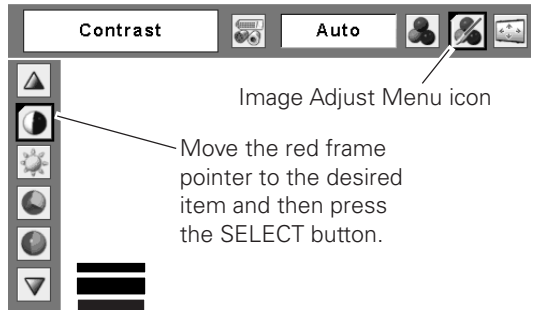 Contrast
Auto
Image Adjust Menu icon
Move the red frame
pointer to the desired
item and then press
the SELECT button.